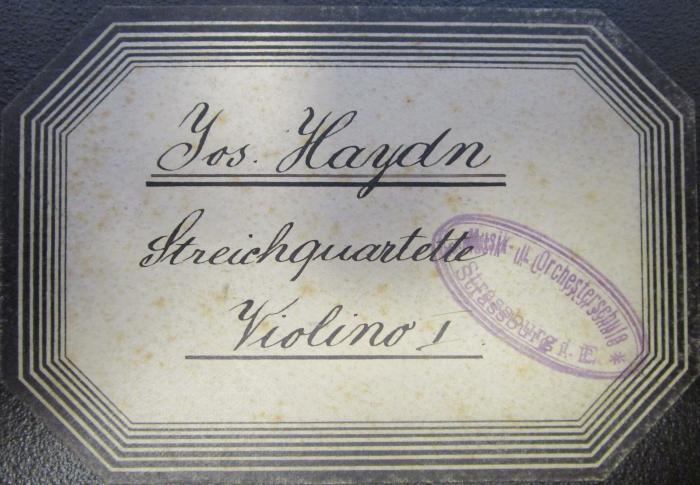 Jos. Haydn
Streichquartette
Violino I
Musik- u. Orchesterschule
Strassburg i. E. *